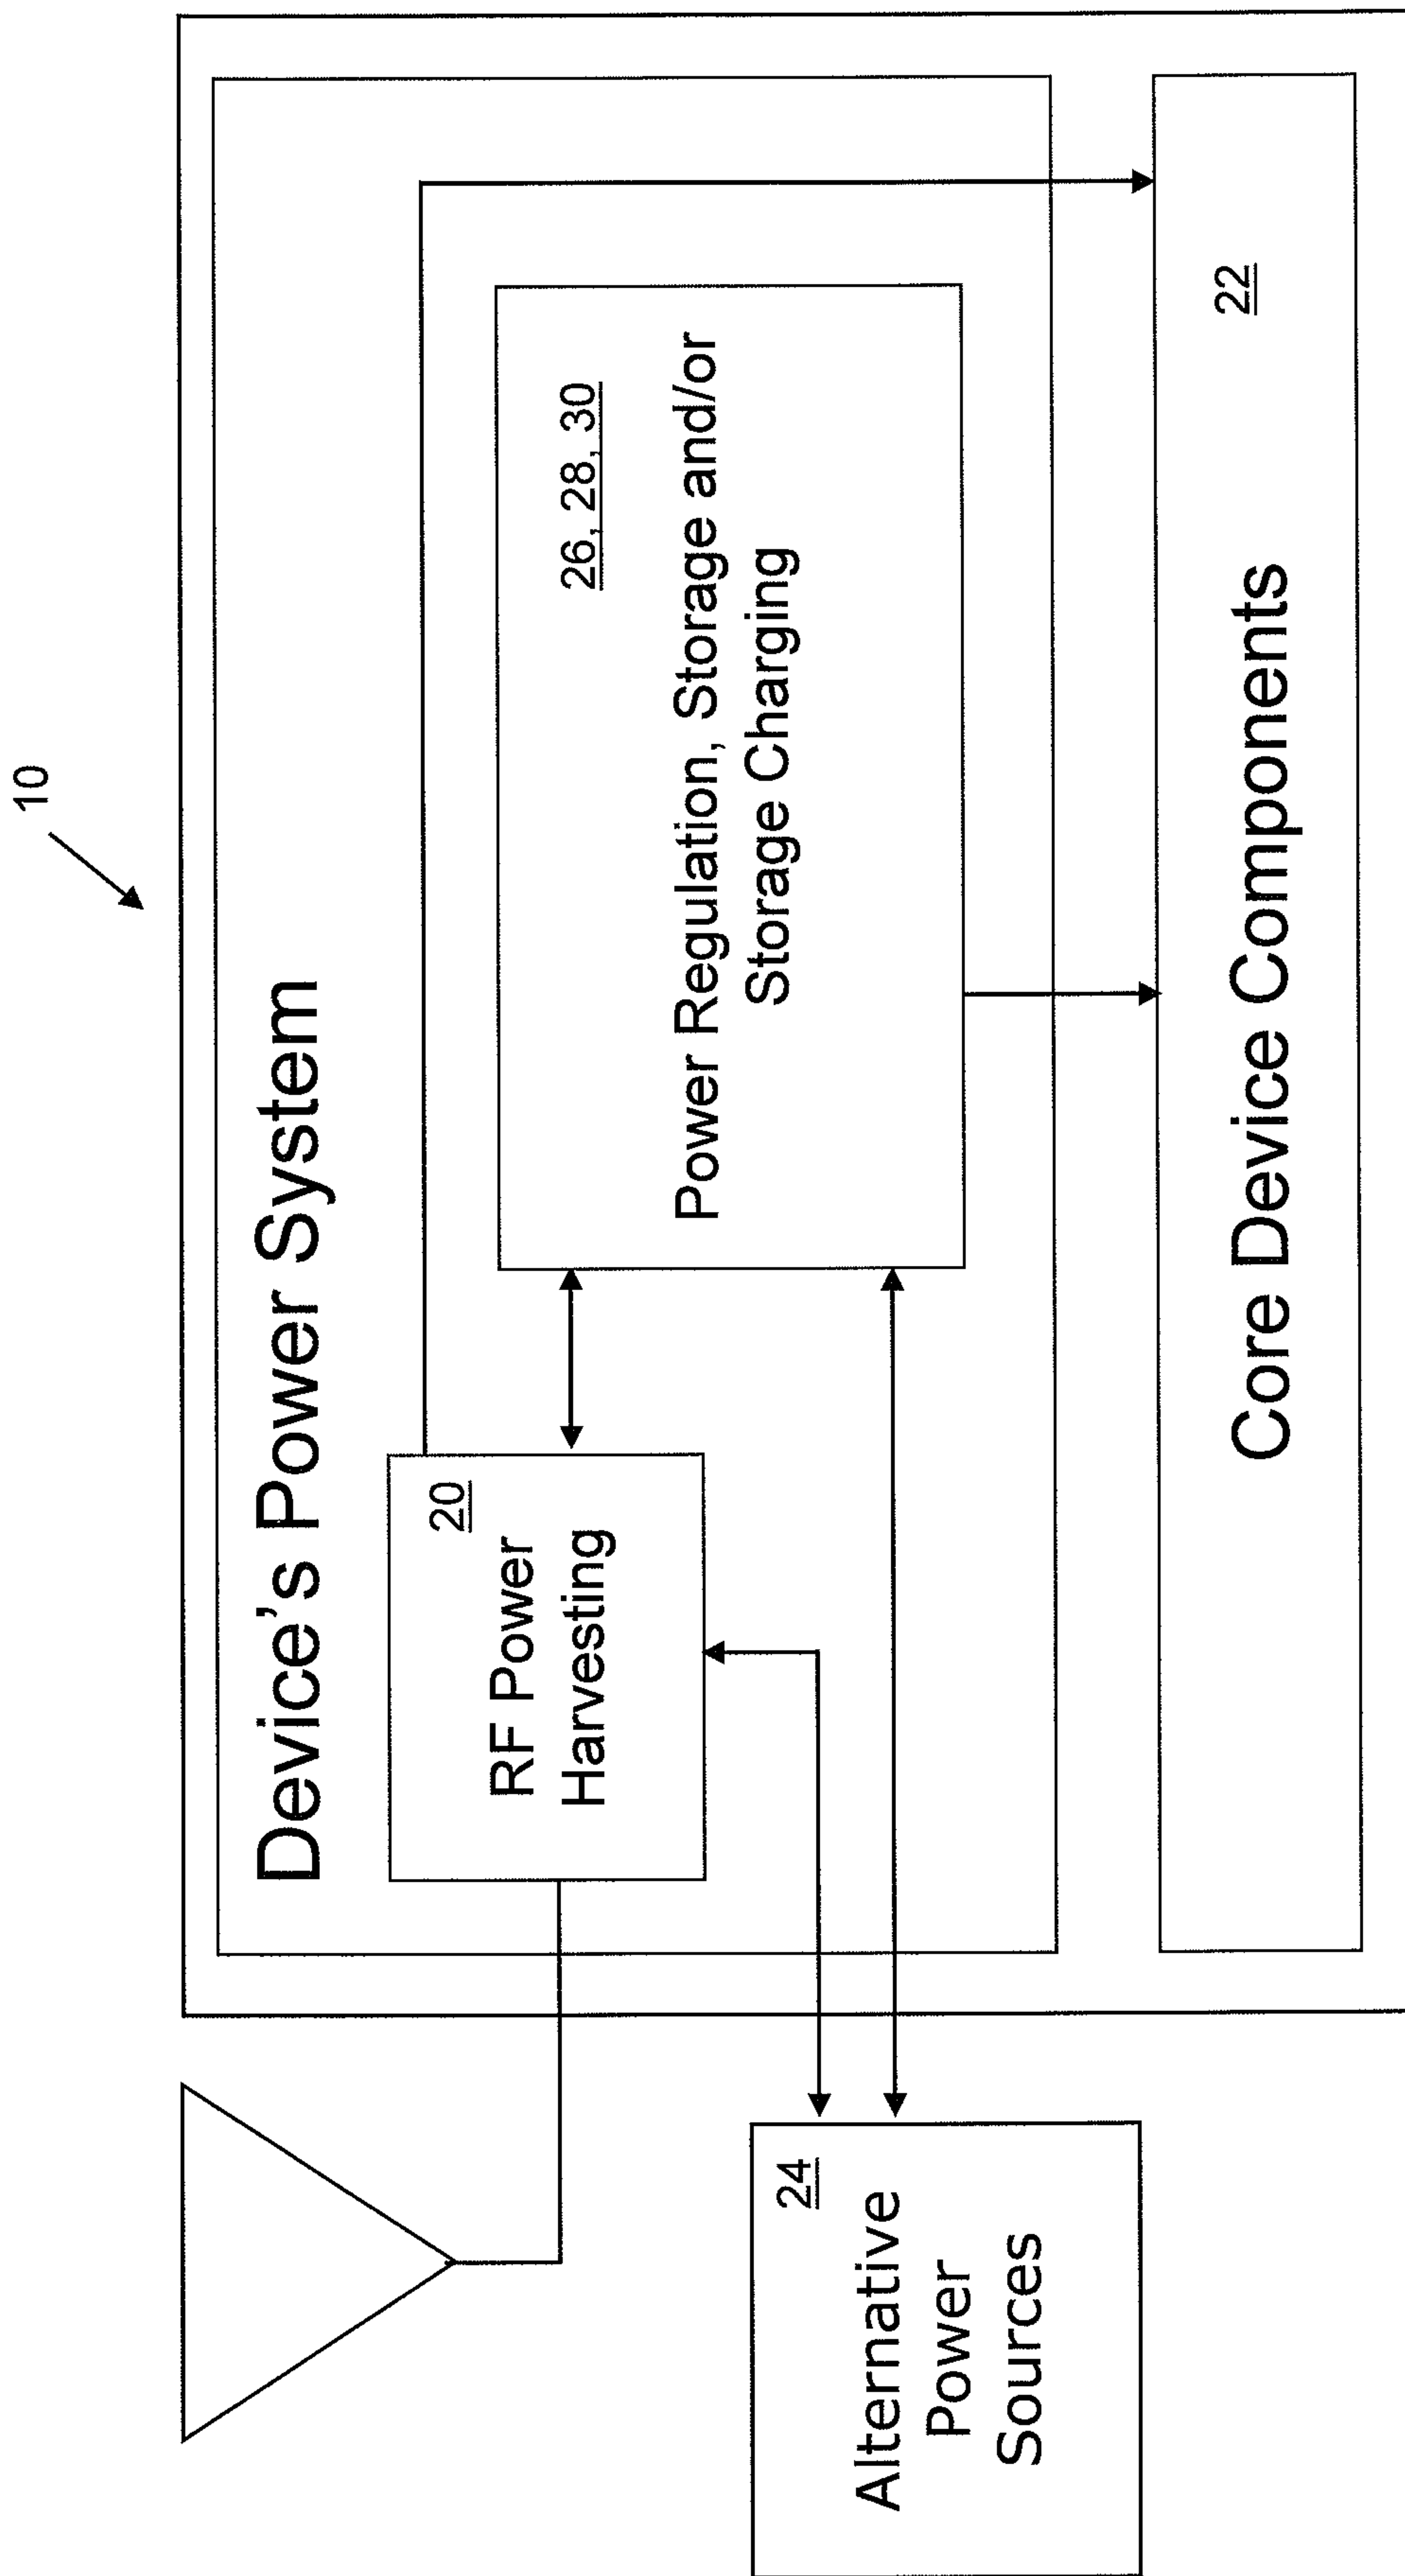 10
Device's Power System
20
RF Power
Harvesting
26, 28, 30
Power Regulation, Storage and/or
Storage Charging
24
Alternative
Power
Sources
22
Core Device Components